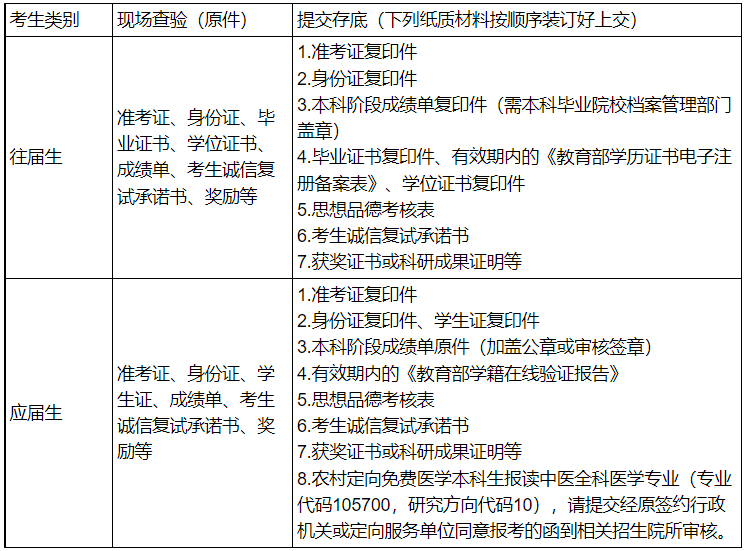 考生类别
现场查验（原件）
提交存底（下列纸质材料按顺序装订好上交）
往届生
准考证、身份证、毕
业证书、学位证书、
成绩单、考生诚信复
试承诺书、奖励等
1.准考证复印件
2.身份证复印件
3.本科阶段成绩单复印件（需本科毕业院校档案管理部门
盖章）
4.毕业证书复印件、有效期内的《教育部学历证书电子注
册备案表》、学位证书复印件
5.思想品德考核表
6.考生诚信复试承诺书
7.获奖证书或科研成果证明等
应届生
准考证、身份证、学
生证、成绩单、考生
诚信复试承诺书、奖
励等
1.准考证复印件
2.身份证复印件、学生证复印件
3.本科阶段成绩单原件（加盖公章或审核签章）
4.有效期内的《教育部学籍在线验证报告》
5.思想品德考核表
6.考生诚信复试承诺书
7.获奖证书或科研成果证明等
8.农村定向免费医学本科生报读中医全科医学专业（专业
代码105700，研究方向代码10），请提交经原签约行政
机关或定向服务单位同意报考的函到相关招生院所审核。